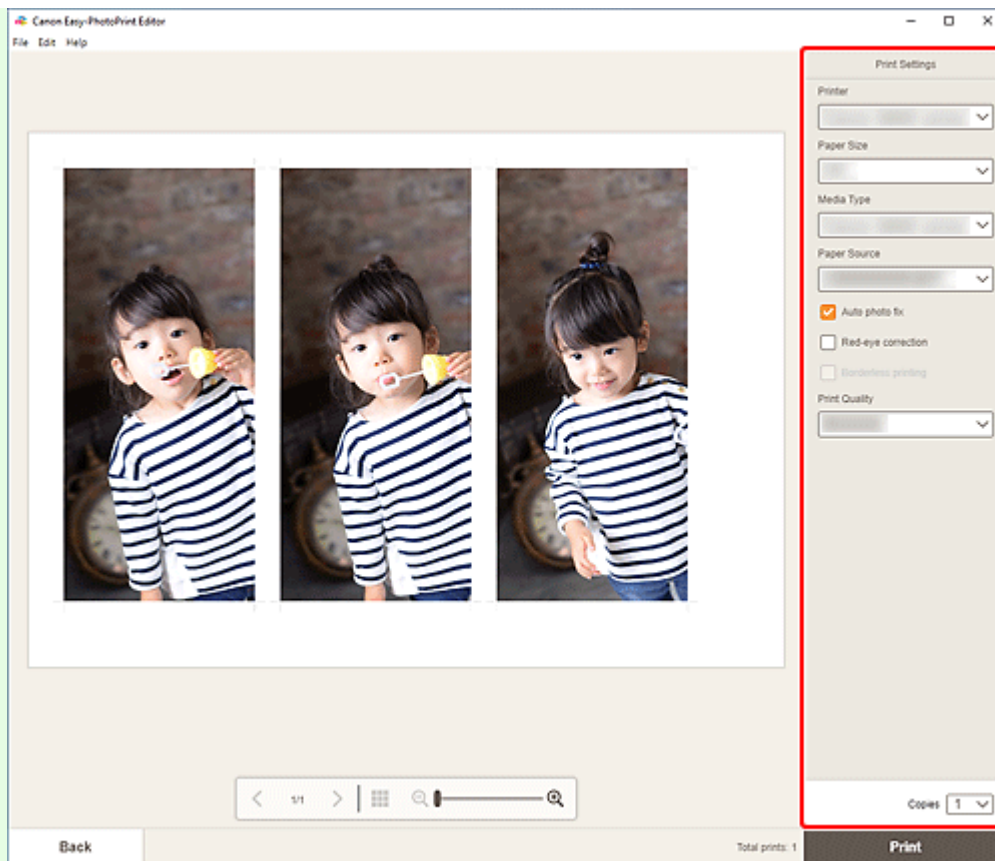 Canon Easy-PhotoPrint Editor
File Edit Help
Print Settings
Printer
Paper Size
Media Type
Paper Source
Auto photo fix
Red-eye correction
Borderless printing
Print Quality
1/1
Copies 1
Back
Total prints: 1
Print